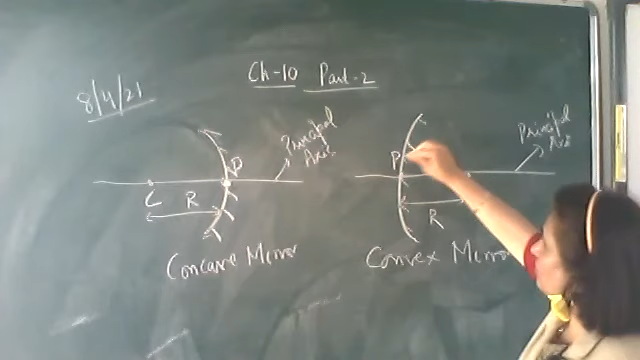 Ch-10 Part-2
8/4/21
Principal
Axis
P
C
R
Concave Mirror
Principal
Axis
P
R
Convex Mirror